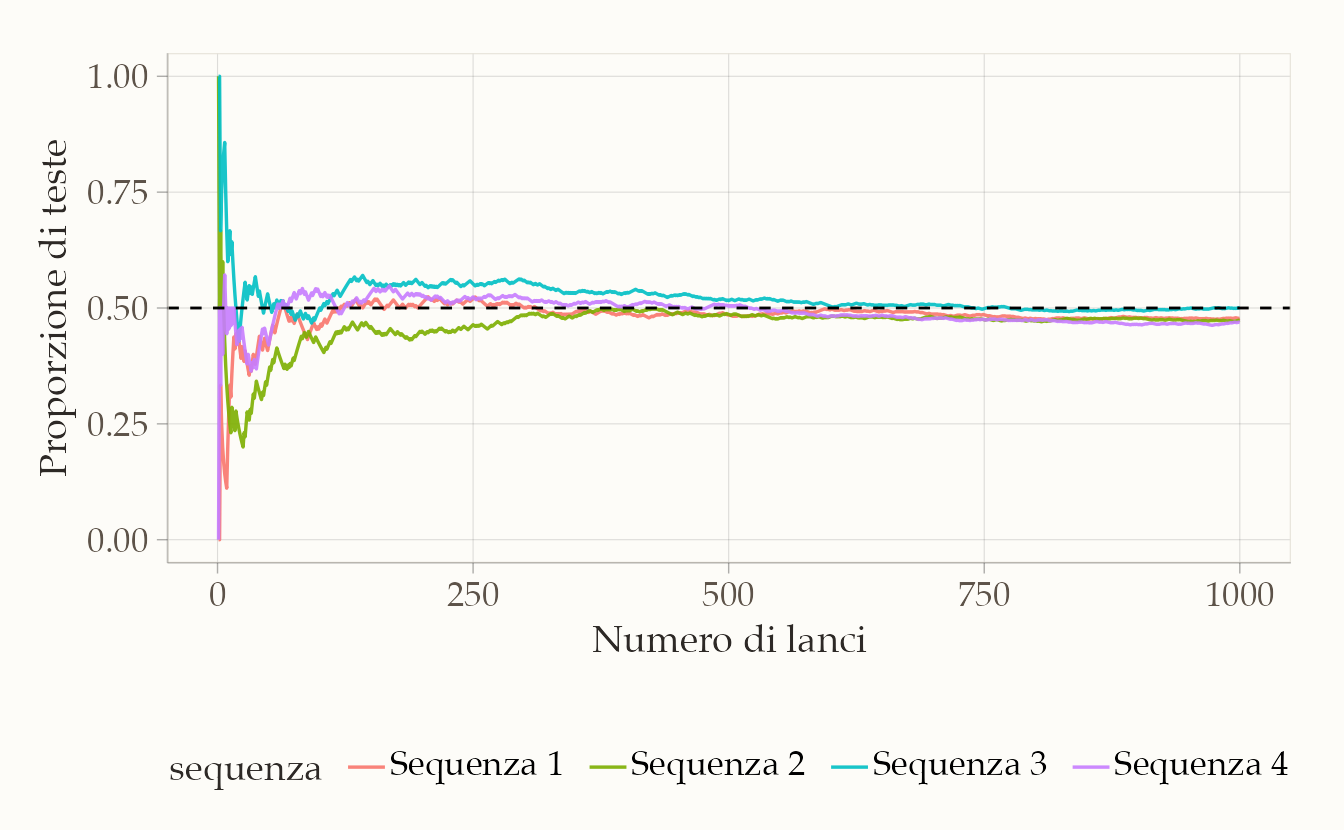 Proporzione di teste
1.00
0.75
0.50
0.25
0.00
0 250 500 750 1000
Numero di lanci
sequenza Sequenza 1 Sequenza 2 Sequenza 3 Sequenza 4